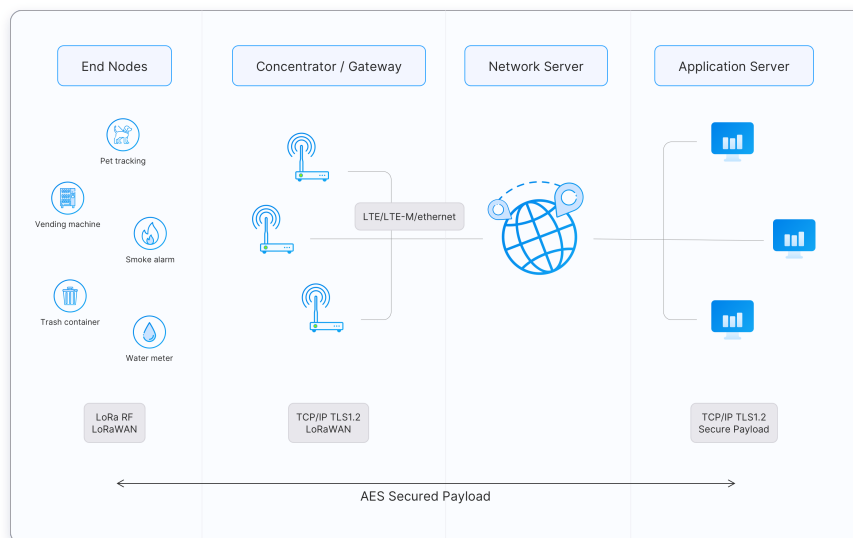 End Nodes
Concentrator / Gateway
Network Server
Application Server
Pet tracking
Vending machine
Smoke alarm
Trash container
Water meter
LTE/LTE-M/ethernet
LoRa RF
LoRaWAN
TCP/IP TLS1.2
LoRaWAN
TCP/IP TLS1.2
Secure Payload
AES Secured Payload